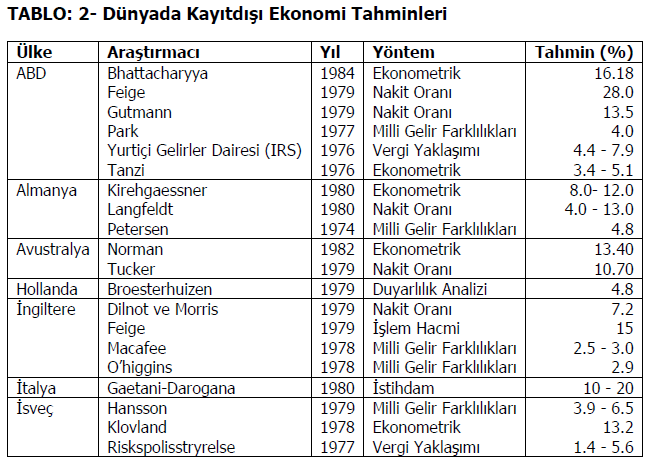 TABLO: 2- Dünyada Kayıtdışı Ekonomi Tahminleri
Ülke Araştırmacı Yıl Yöntem Tahmin (%)
ABD Bhattacharyya 1984 Ekonometrik 16.18
Feige 1979 Nakit Oranı 28.0
Gutmann 1979 Nakit Oranı 13.5
Park 1977 Milli Gelir Farklılıkları 4.0
Yurtiçi Gelirler Dairesi (IRS) 1976 Vergi Yaklaşımı 4.4 - 7.9
Tanzi 1976 Ekonometrik 3.4 - 5.1
Almanya Kirehgaessner 1980 Ekonometrik 8.0- 12.0
Langfeldt 1980 Nakit Oranı 4.0 - 13.0
Petersen 1974 Milli Gelir Farklılıkları 4.8
Avustralya Norman 1982 Ekonometrik 13.40
Tucker 1979 Nakit Oranı 10.70
Hollanda Broesterhuizen 1979 Duyarlılık Analizi 4.8
İngiltere Dilnot ve Morris 1979 Nakit Oranı 7.2
Feige 1979 İşlem Hacmi 15
Macafee 1978 Milli Gelir Farklılıkları 2.5 - 3.0
O'higgins 1978 Milli Gelir Farklılıkları 2.9
İtalya Gaetani-Darogana 1980 İstihdam 10 - 20
İsveç Hansson 1979 Milli Gelir Farklılıkları 3.9 - 6.5
Klovland 1978 Ekonometrik 13.2
Riskspolisstryrelse 1977 Vergi Yaklaşımı 1.4 - 5.6